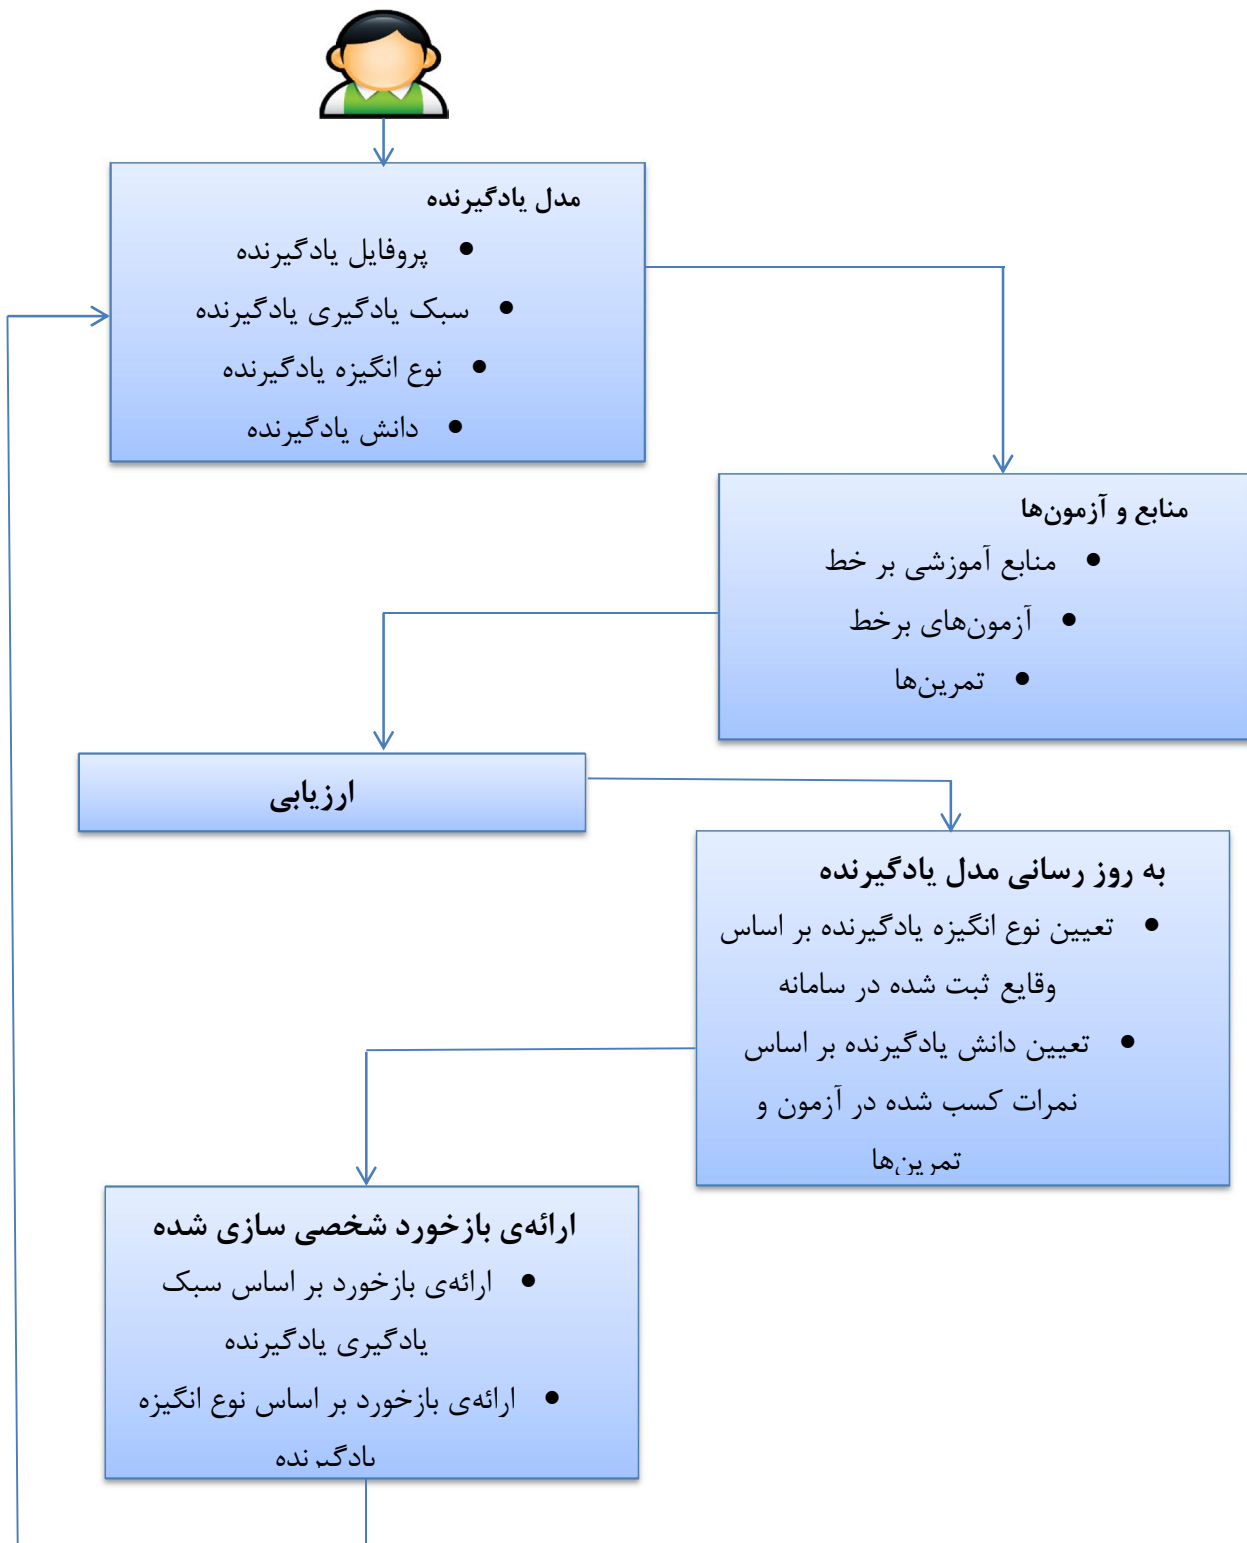 مدل یادگیرنده
• پروفایل یادگیرنده
• سبک یادگیری یادگیرنده
• نوع انگیزه یادگیرنده
• دانش یادگیرنده
منابع و آزمون‌ها
• منابع آموزشی بر خط
• آزمون‌های برخط
• تمرین‌ها
ارزیابی
به روز رسانی مدل یادگیرنده
• تعیین نوع انگیزه یادگیرنده بر اساس
وقایع ثبت شده در سامانه
• تعیین دانش یادگیرنده بر اساس
نمرات کسب شده در آزمون و
تمرین‌ها
ارائه‌ی بازخورد شخصی سازی شده
• ارائه‌ی بازخورد بر اساس سبک
یادگیری یادگیرنده
• ارائه‌ی بازخورد بر اساس نوع انگیزه
یادگیرنده